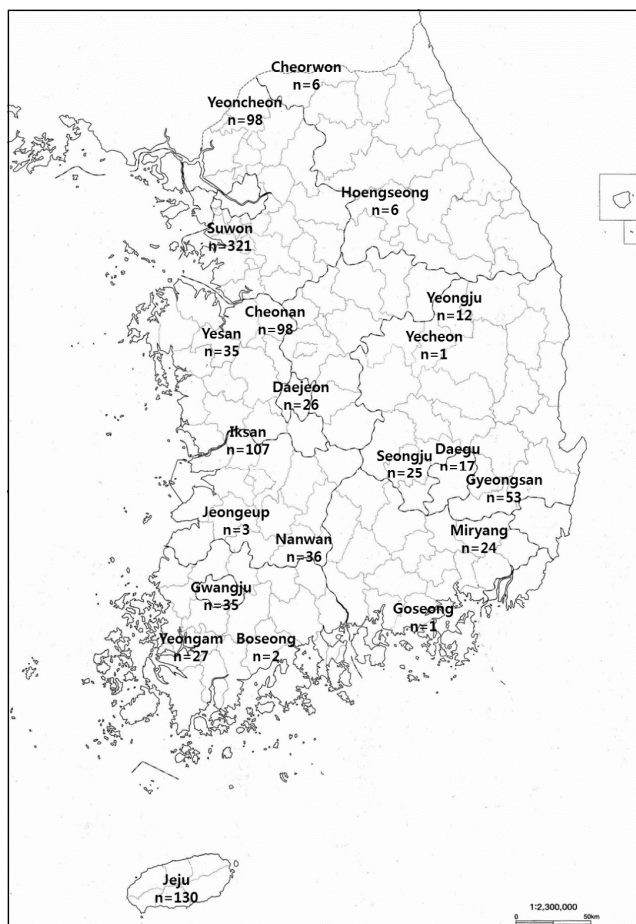 Cheorwon
n=6
Yeoncheon
n=98
Hoengseong
n=6
Suwon
n=321
Yeongju
n=12
Cheonan
n=98
Yesan
n=35
Yecheon
n=1
Daejeon
n=26
Iksan
n=107
Daegu
n=17
Seongju
n=25
Gyeongsan
n=53
Jeongeup
n=3
Miryang
n=24
Nanwan
n=36
Gwangju
n=35
Goseong
n=1
Yeongam
n=27
Boseong
n=2
Jeju
n=130
1:2,300,000
0 50km